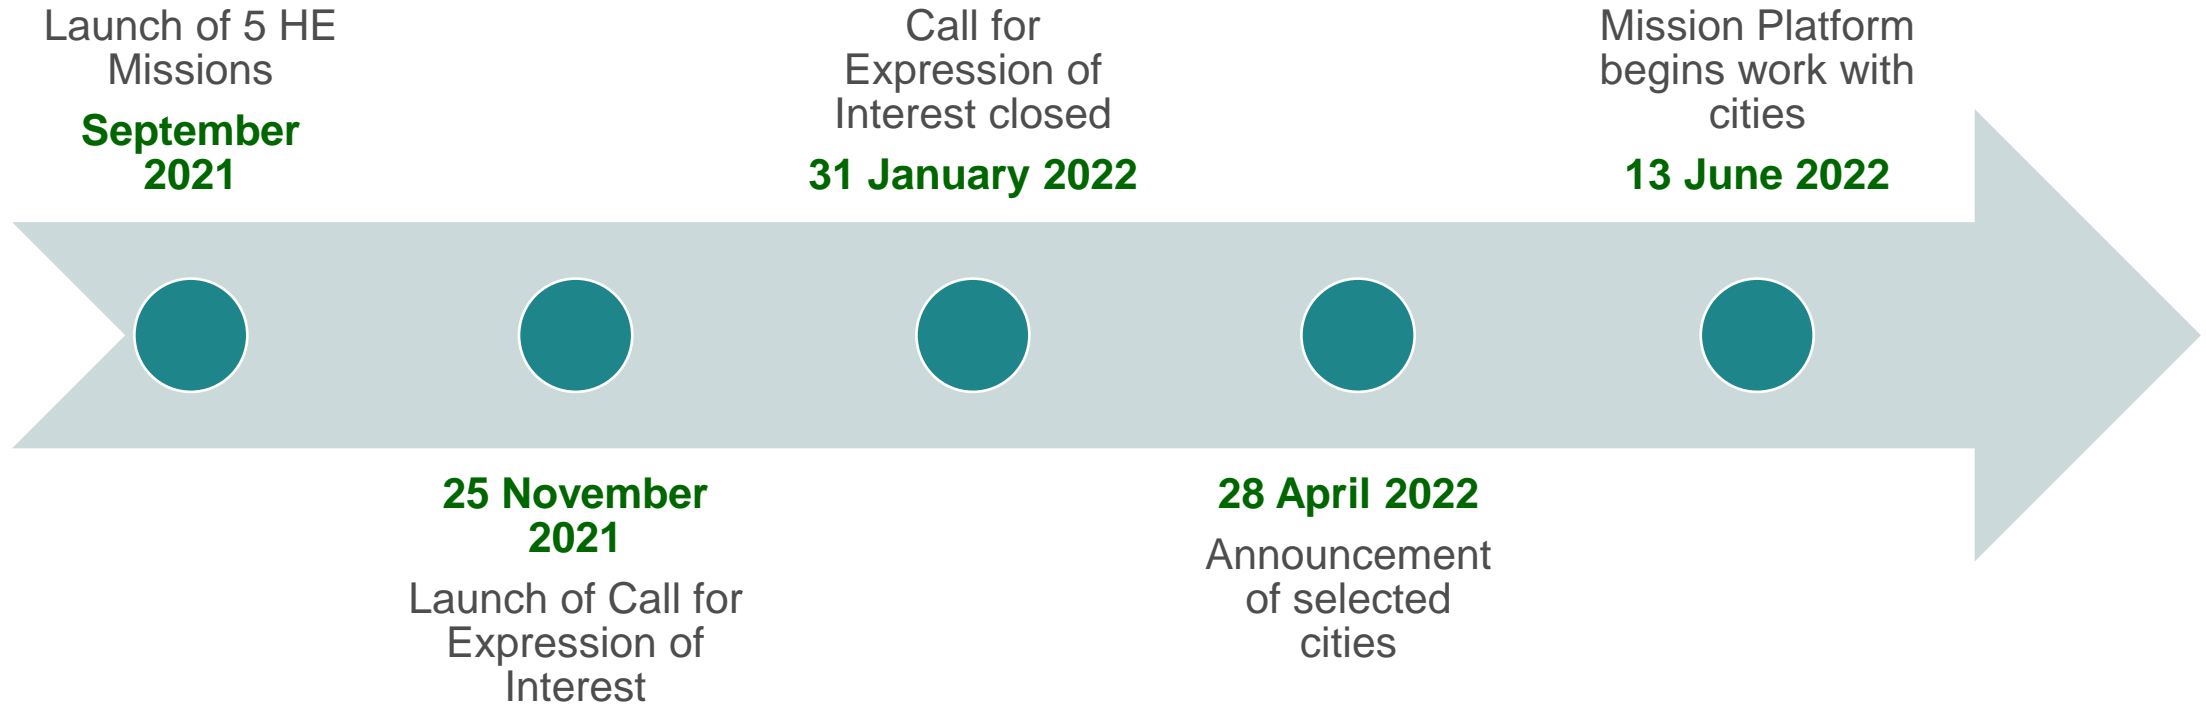 Launch of 5 HE
Missions
September
2021
25 November
2021
Launch of Call for
Expression of
Interest
Call for
Expression of
Interest closed
31 January 2022
28 April 2022
Announcement
of selected
cities
Mission Platform
begins work with
cities
13 June 2022